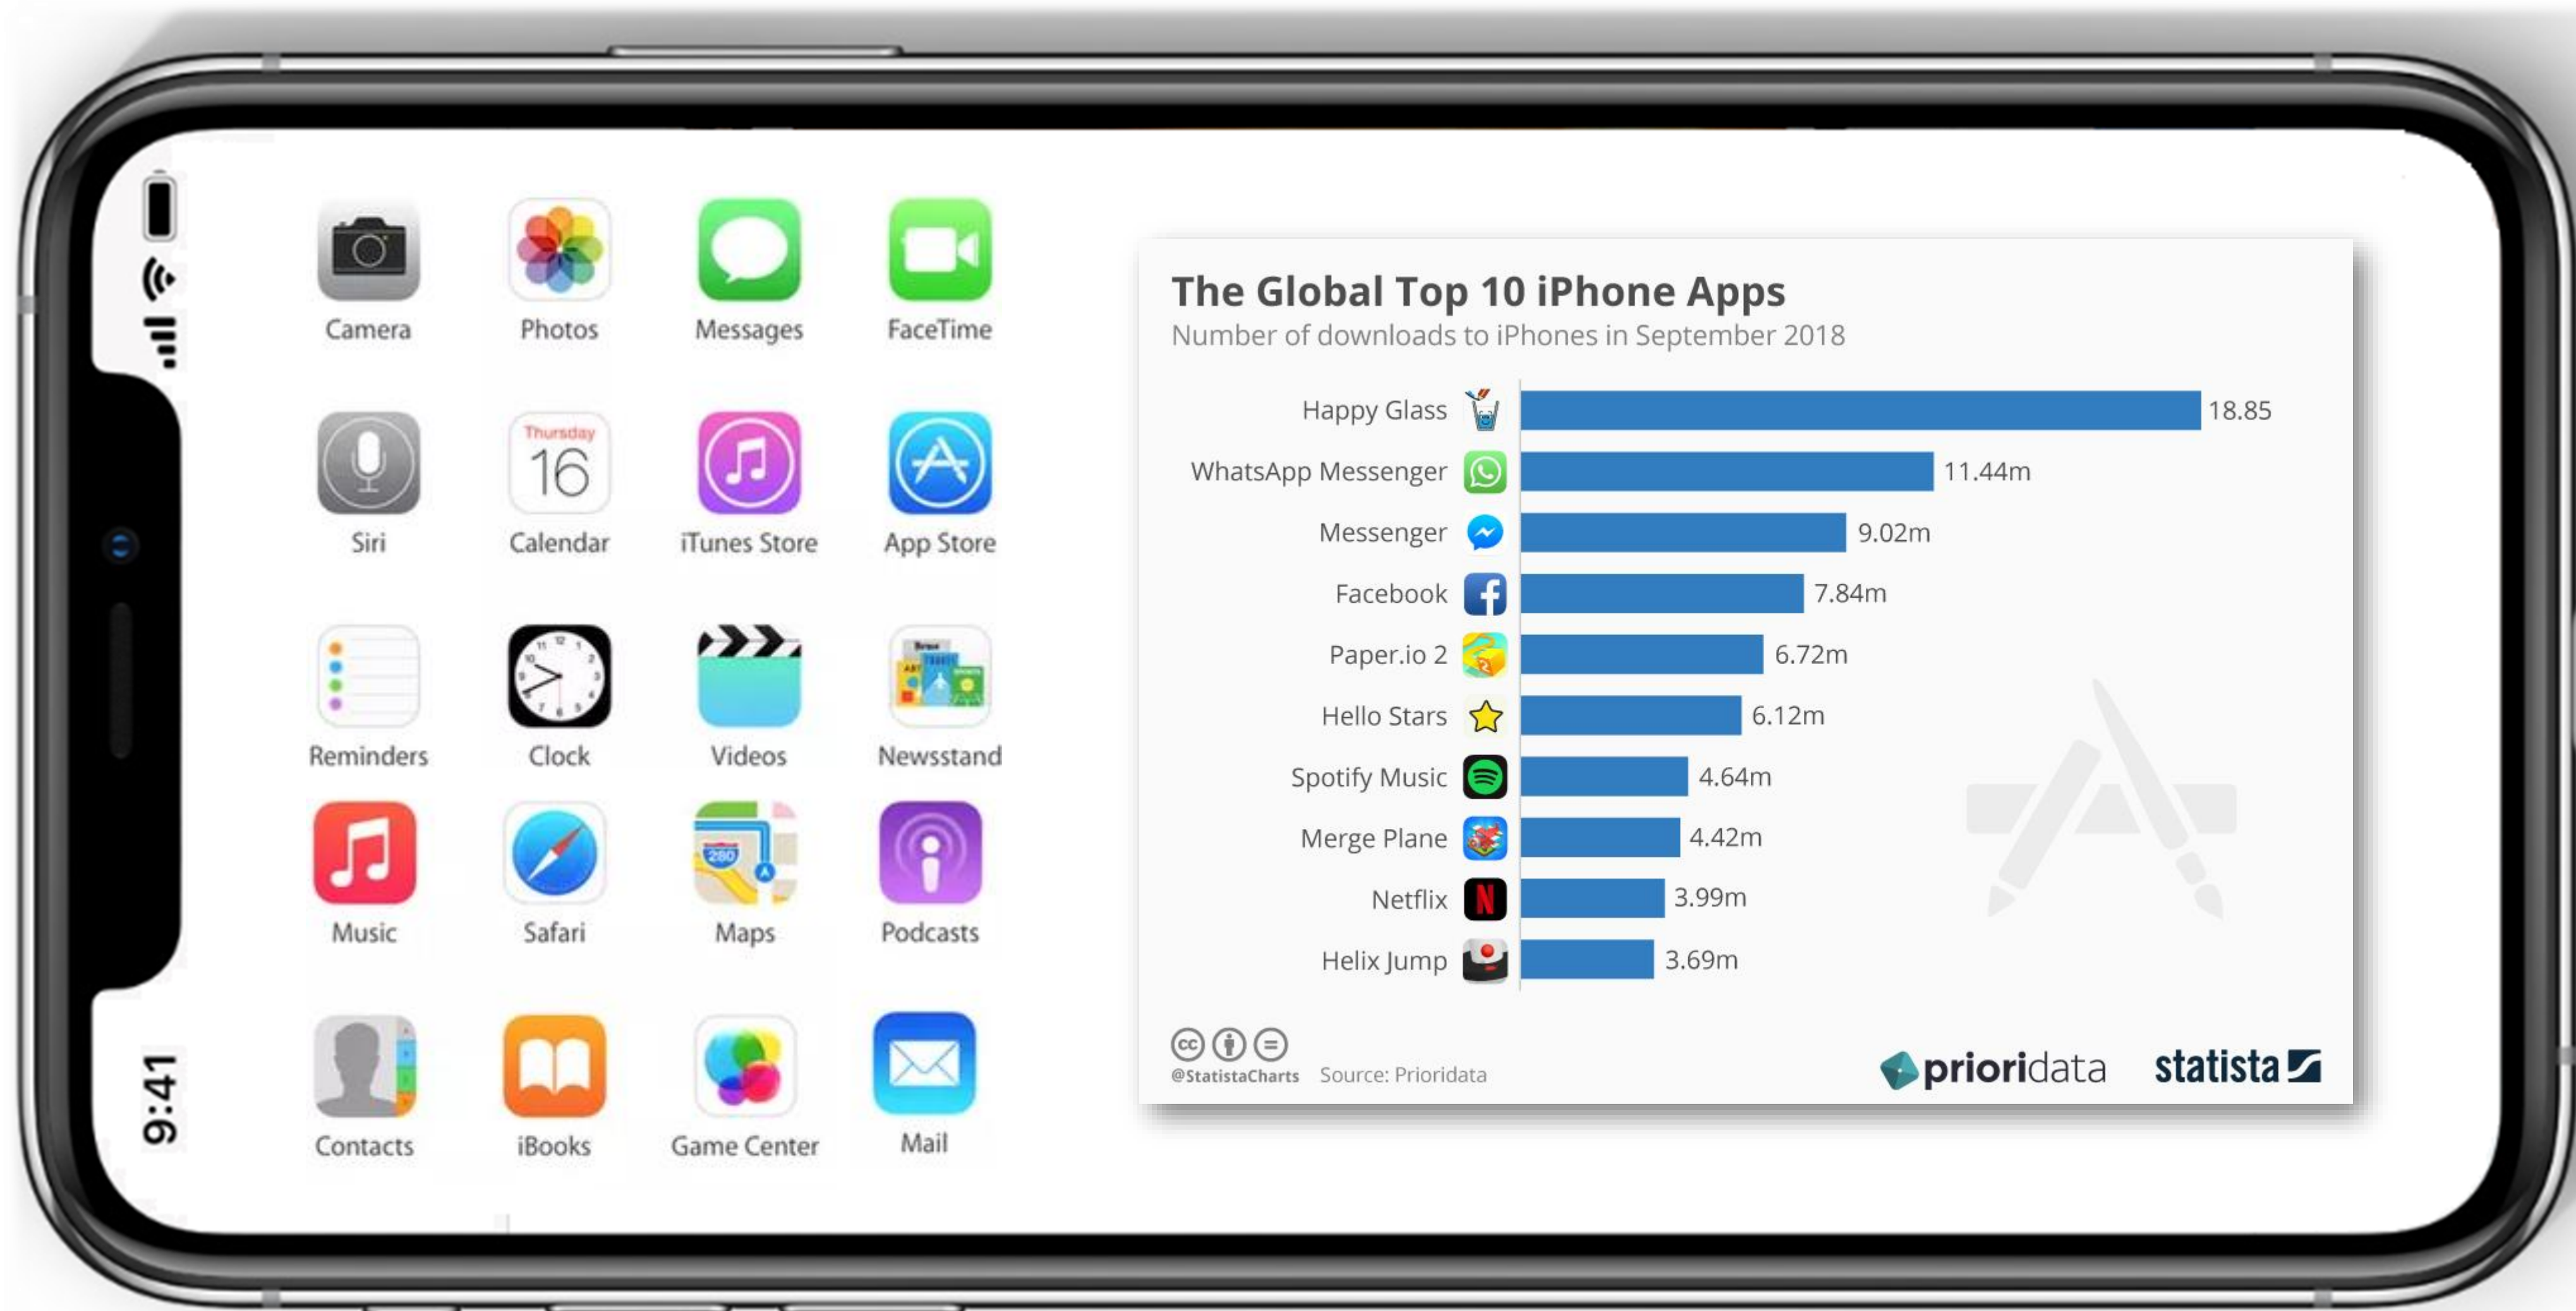 9:41
Camera
Photos
Messages
FaceTime
Thursday
16
Siri
Calendar
iTunes Store
App Store
Reminders
Clock
Videos
Newsstand
280
Music
Safari
Maps
Podcasts
Contacts
iBooks
Game Center
Mail
The Global Top 10 iPhone Apps
Number of downloads to iPhones in September 2018
Happy Glass 18.85
WhatsApp Messenger 11.44m
Messenger 9.02m
Facebook 7.84m
Paper.io 2 6.72m
Hello Stars 6.12m
Spotify Music 4.64m
Merge Plane 4.42m
Netflix N 3.99m
Helix Jump 3.69m
cc
@StatistaCharts Source: Prioridata
prioridata statista